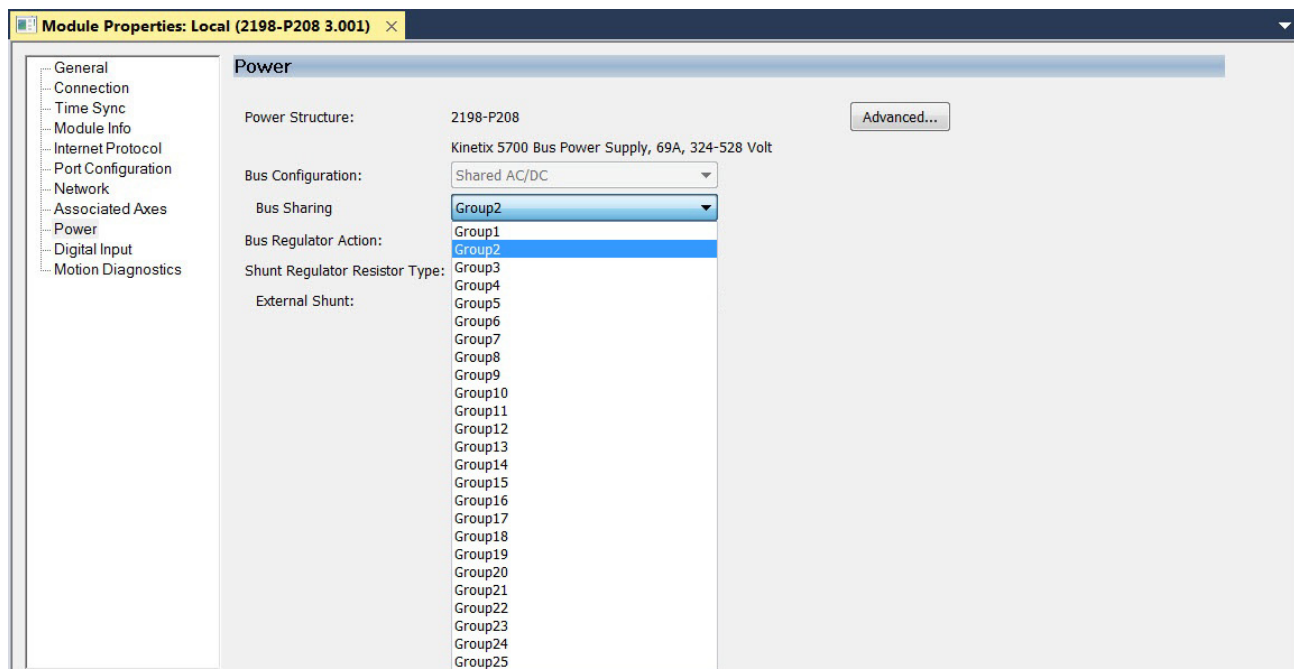 Module Properties: Local (2198-P208 3.001)
General
Connection
Time Sync
Module Info
Internet Protocol
Port Configuration
Network
Associated Axes
Power
Digital Input
Motion Diagnostics
Power
Power Structure: 2198-P208 Advanced...
Kinetix 5700 Bus Power Supply, 69A, 324-528 Volt
Bus Configuration: Shared AC/DC
Bus Sharing Group2
Bus Regulator Action:
Shunt Regulator Resistor Type:
External Shunt:
Group1
Group2
Group3
Group4
Group5
Group6
Group7
Group8
Group9
Group10
Group11
Group12
Group13
Group14
Group15
Group16
Group17
Group18
Group19
Group20
Group21
Group22
Group23
Group24
Group25